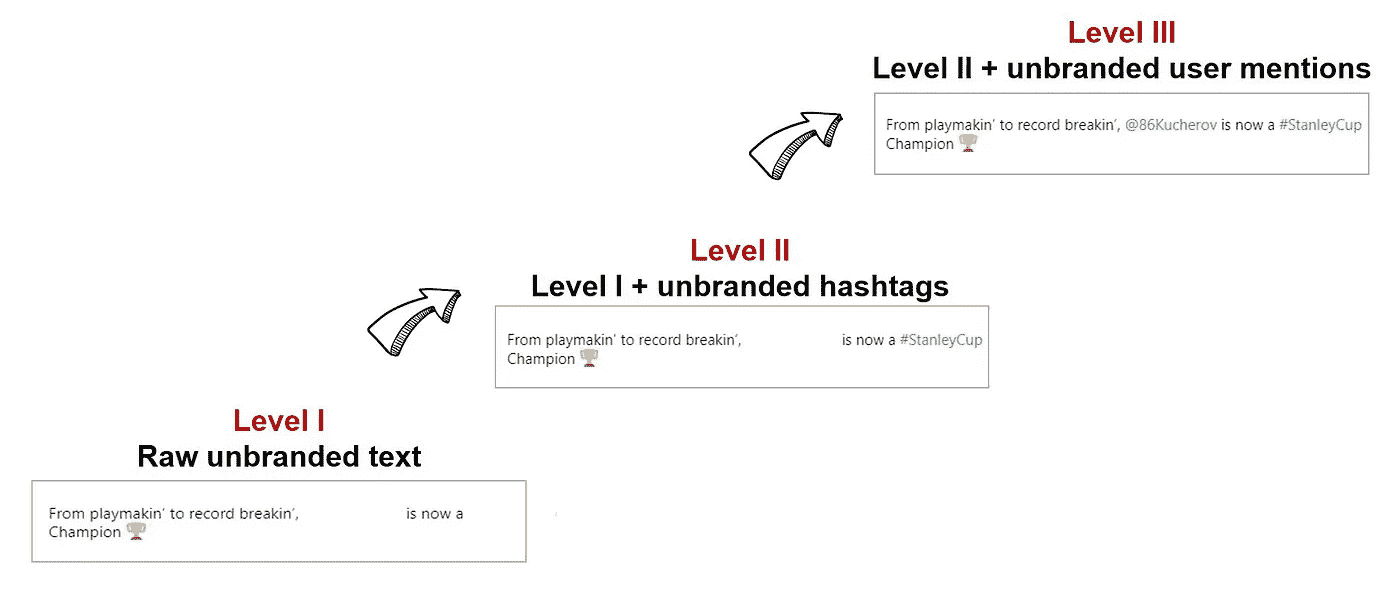 Level III
Level II + unbranded user mentions
From playmakin' to record breakin', @86Kucherov is now a #StanleyCup
Champion 🏆
Level II
Level I + unbranded hashtags
From playmakin' to record breakin', is now a #StanleyCup
Champion 🏆
Level I
Raw unbranded text
From playmakin' to record breakin', is now a
Champion 🏆